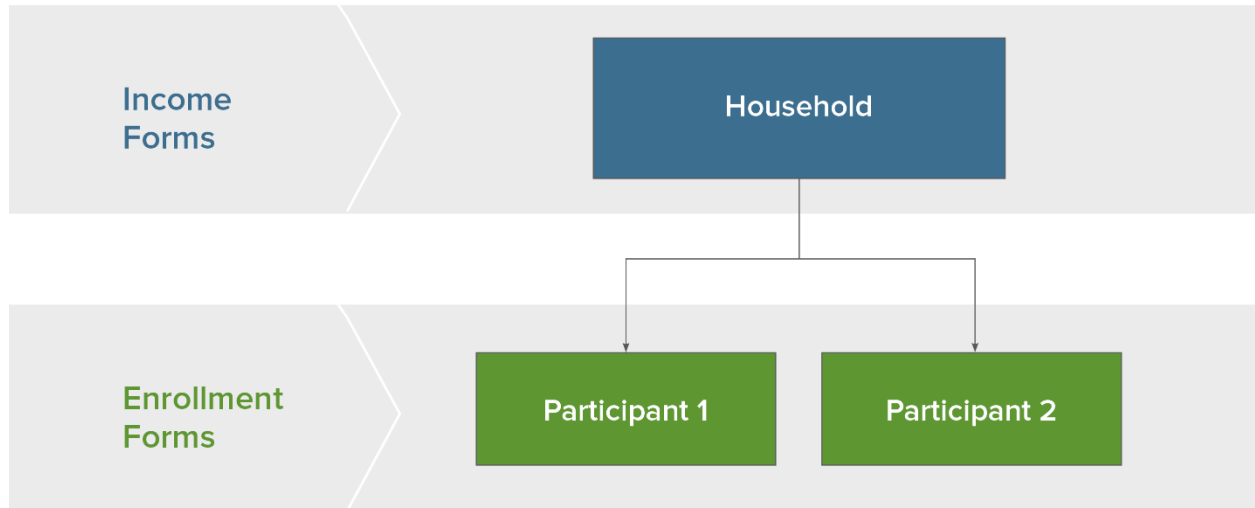 Income
Forms
Household
Enrollment
Forms
Participant 1
Participant 2